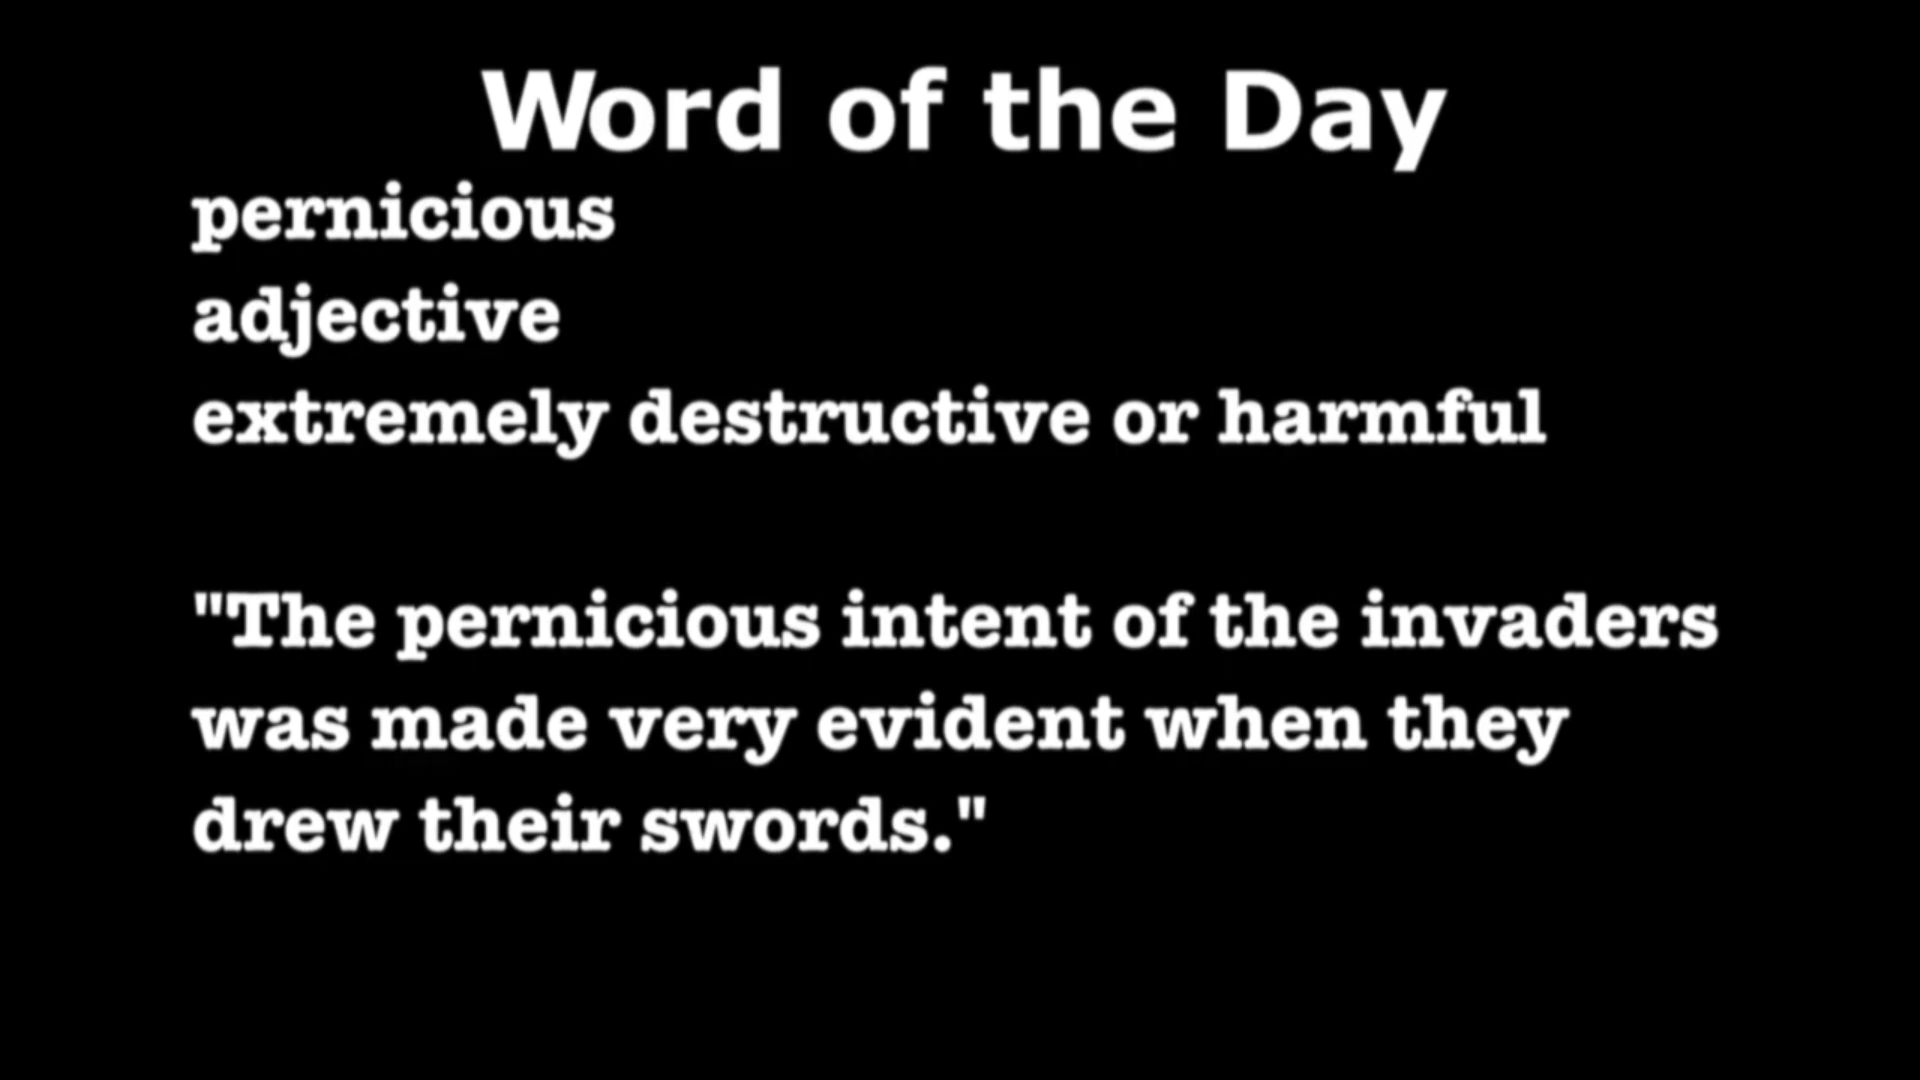 Word of the Day
pernicious
adjective
extremely destructive or harmful
"The pernicious intent of the invaders
was made very evident when they
drew their swords."